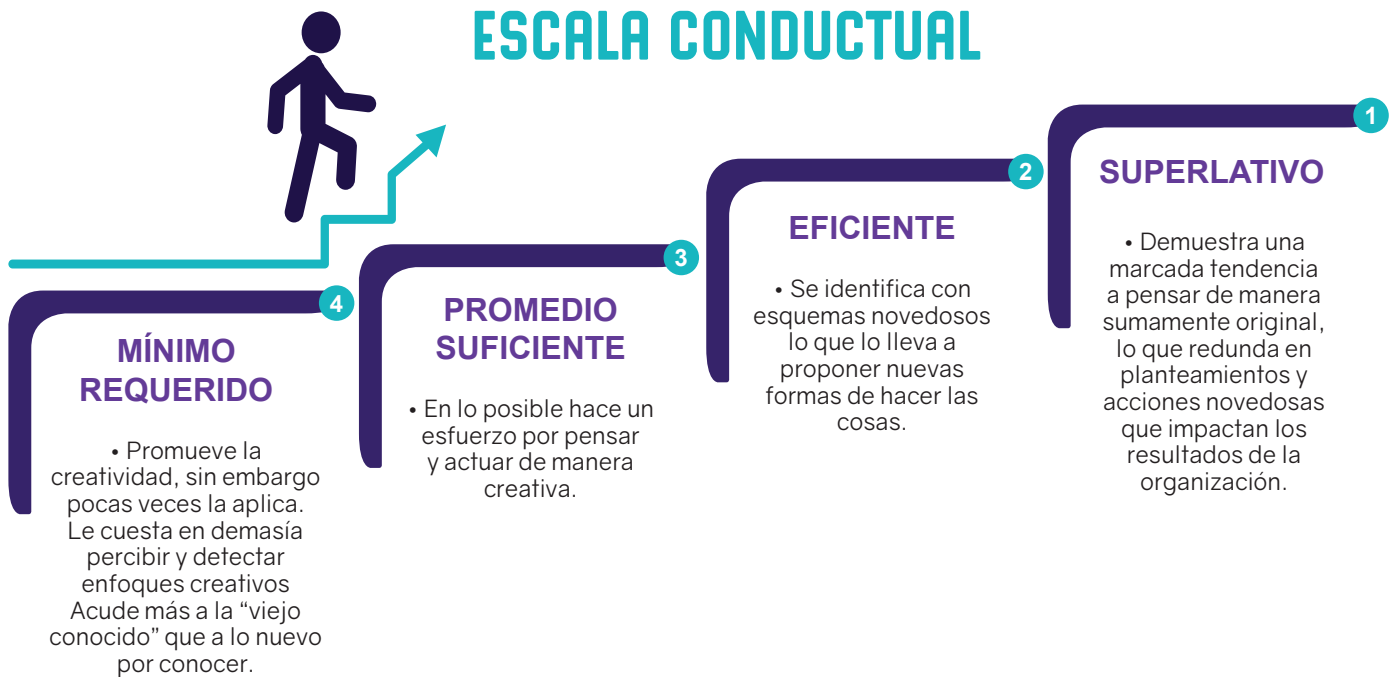 ESCALA CONDUCTUAL
4
MÍNIMO
REQUERIDO
• Promueve la
creatividad, sin embargo
pocas veces la aplica.
Le cuesta en demasía
percibir y detectar
enfoques creativos
Acude más a la “viejo
conocido” que a lo nuevo
por conocer.
3
PROMEDIO
SUFICIENTE
• En lo posible hace un
esfuerzo por pensar
y actuar de manera
creativa.
2
EFICIENTE
• Se identifica con
esquemas novedosos
lo que lo lleva a
proponer nuevas
formas de hacer las
cosas.
1
SUPERLATIVO
• Demuestra una
marcada tendencia
a pensar de manera
sumamente original,
lo que redunda en
planteamientos y
acciones novedosas
que impactan los
resultados de la
organización.